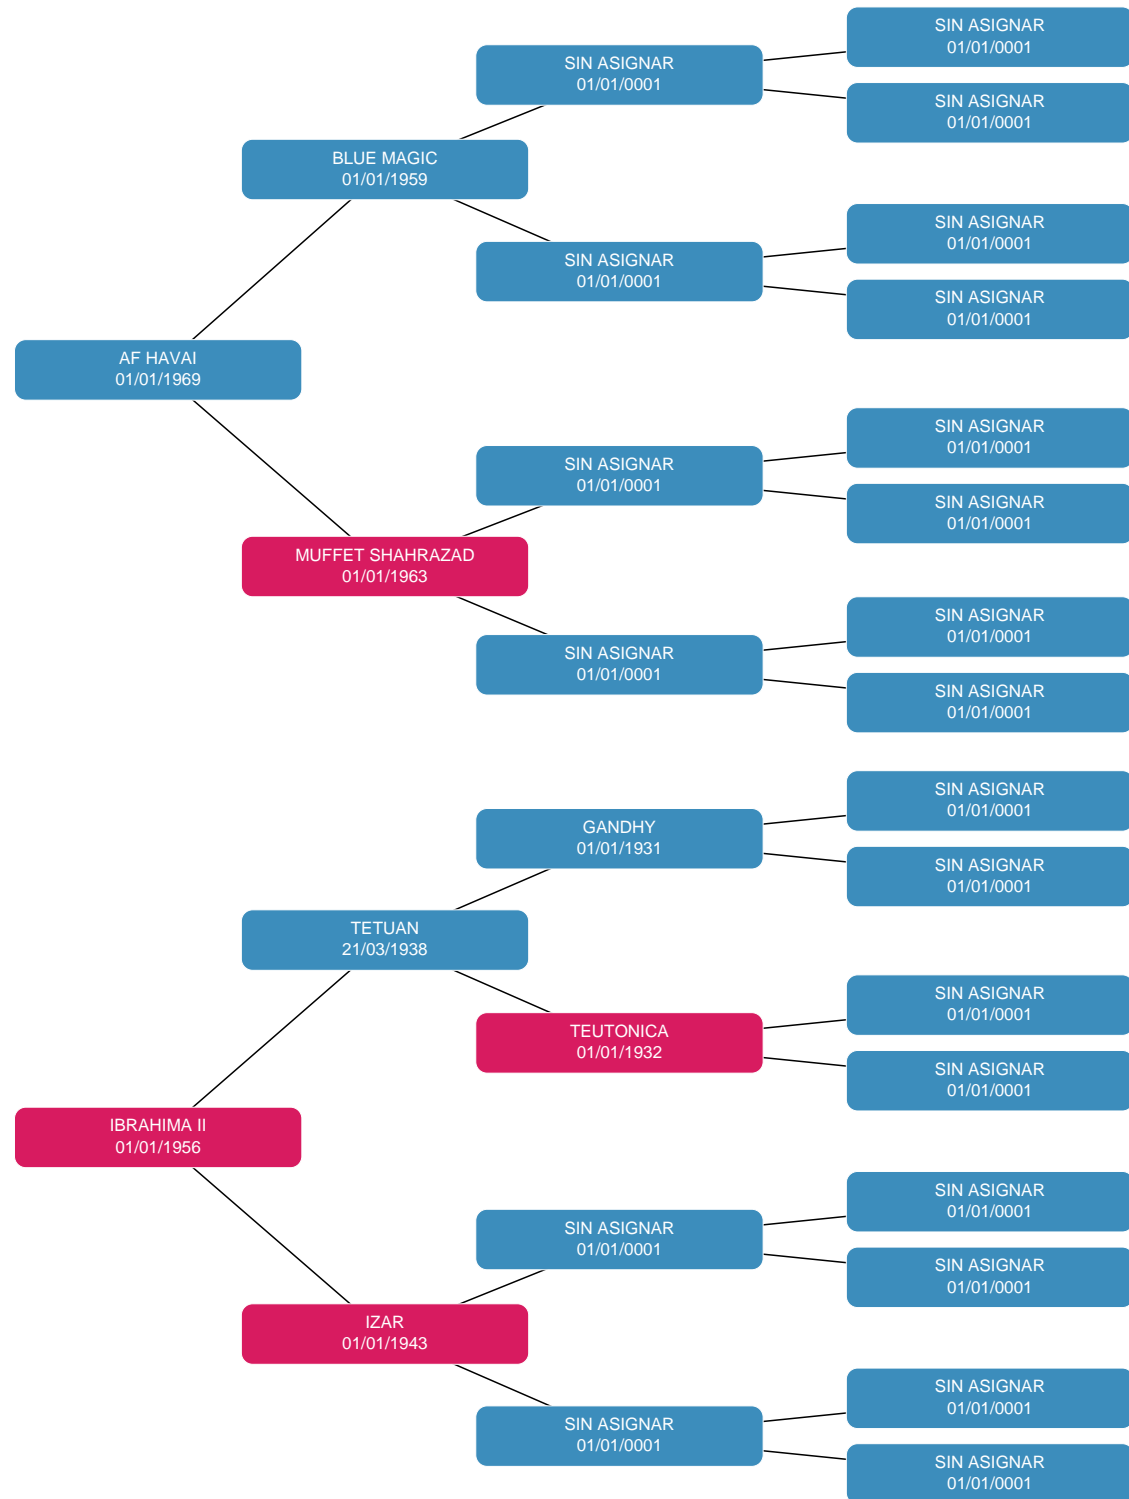 SIN ASIGNAR
01/01/0001
SIN ASIGNAR
01/01/0001
SIN ASIGNAR
01/01/0001
BLUE MAGIC
01/01/1959
SIN ASIGNAR
01/01/0001
SIN ASIGNAR
01/01/0001
SIN ASIGNAR
01/01/0001
AF HAVAI
01/01/1969
SIN ASIGNAR
01/01/0001
SIN ASIGNAR
01/01/0001
SIN ASIGNAR
01/01/0001
MUFFET SHAHRAZAD
01/01/1963
SIN ASIGNAR
01/01/0001
SIN ASIGNAR
01/01/0001
SIN ASIGNAR
01/01/0001
SIN ASIGNAR
01/01/0001
GANDHY
01/01/1931
SIN ASIGNAR
01/01/0001
TETUAN
21/03/1938
SIN ASIGNAR
01/01/0001
TEUTONICA
01/01/1932
SIN ASIGNAR
01/01/0001
IBRAHIMA II
01/01/1956
SIN ASIGNAR
01/01/0001
SIN ASIGNAR
01/01/0001
SIN ASIGNAR
01/01/0001
IZAR
01/01/1943
SIN ASIGNAR
01/01/0001
SIN ASIGNAR
01/01/0001
SIN ASIGNAR
01/01/0001